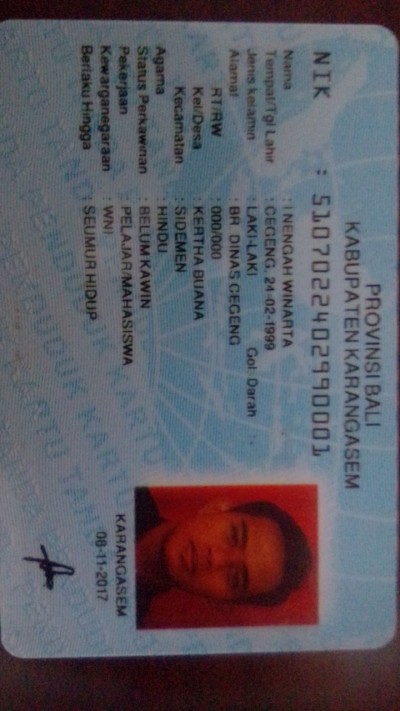 PROVINSI BALI
KABUPATEN KARANGASEM
NIK : 5107022402990001
Nama : I NENGAH WINARTA
Tempat/Tgl Lahir : CEGENG, 24-02-1999
Jenis kelamin : LAKI-LAKI Gol. Darah : -
Alamat : BR DINAS CEGENG
RT/RW : 000/000
Kel/Desa : KERTHA BUANA
Kecamatan : SIDEMEN
Agama : HINDU
Status Perkawinan : BELUM KAWIN
Pekerjaan : PELAJAR/MAHASISWA
Kewarganegaraan : WNI
Berlaku Hingga : SEUMUR HIDUP
KARANGASEM
08-11-2017